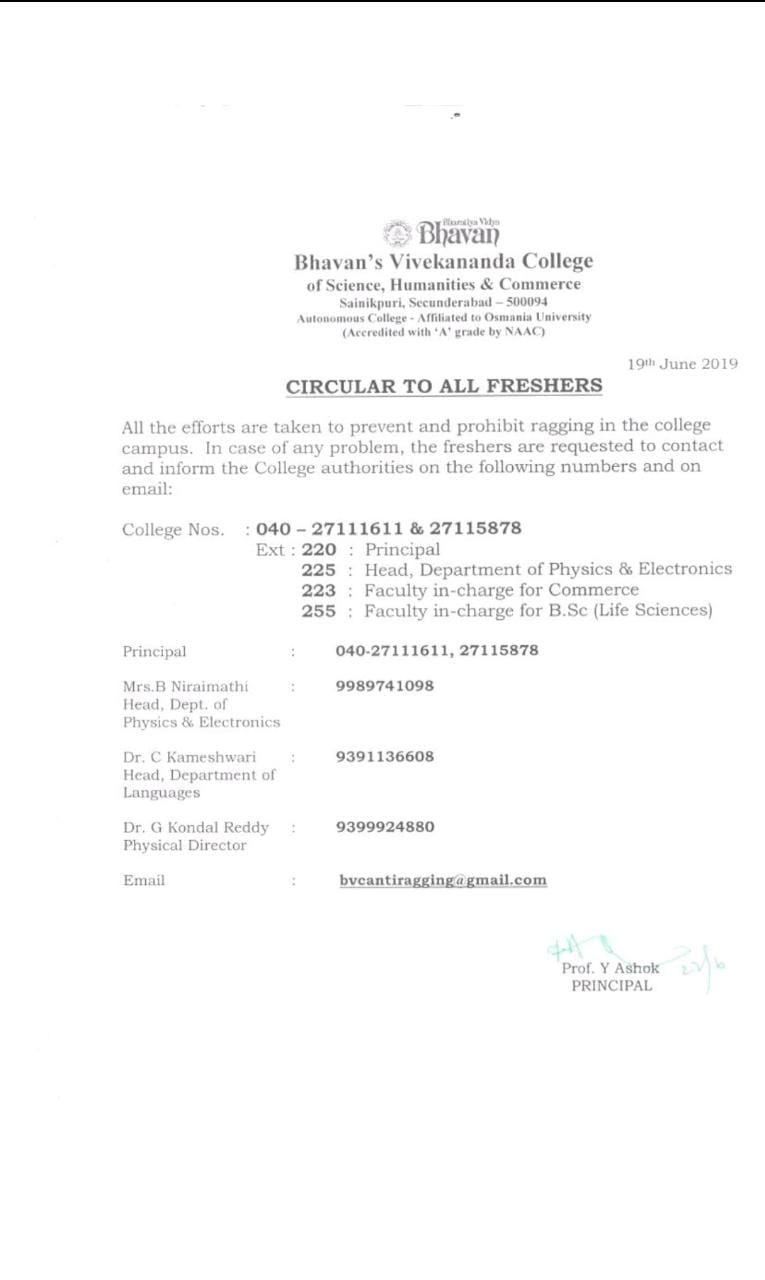 Bharatiya Vidya
Bhavan
Bhavan's Vivekananda College
of Science, Humanities & Commerce
Sainikpuri, Secunderabad – 500094
Autonomous College - Affiliated to Osmania University
(Accredited with 'A' grade by NAAC)
19th June 2019
CIRCULAR TO ALL FRESHERS
All the efforts are taken to prevent and prohibit ragging in the college
campus. In case of any problem, the freshers are requested to contact
and inform the College authorities on the following numbers and on
email:
College Nos. : 040 – 27111611 & 27115878
Ext : 220 : Principal
225 : Head, Department of Physics & Electronics
223 : Faculty in-charge for Commerce
255 : Faculty in-charge for B.Sc (Life Sciences)
Principal : 040-27111611, 27115878
Mrs.B Niraimathi : 9989741098
Head, Dept. of
Physics & Electronics
Dr. C Kameshwari : 9391136608
Head, Department of
Languages
Dr. G Kondal Reddy : 9399924880
Physical Director
Email : bvcantiragging@gmail.com
Prof. Y Ashok 22/6
PRINCIPAL